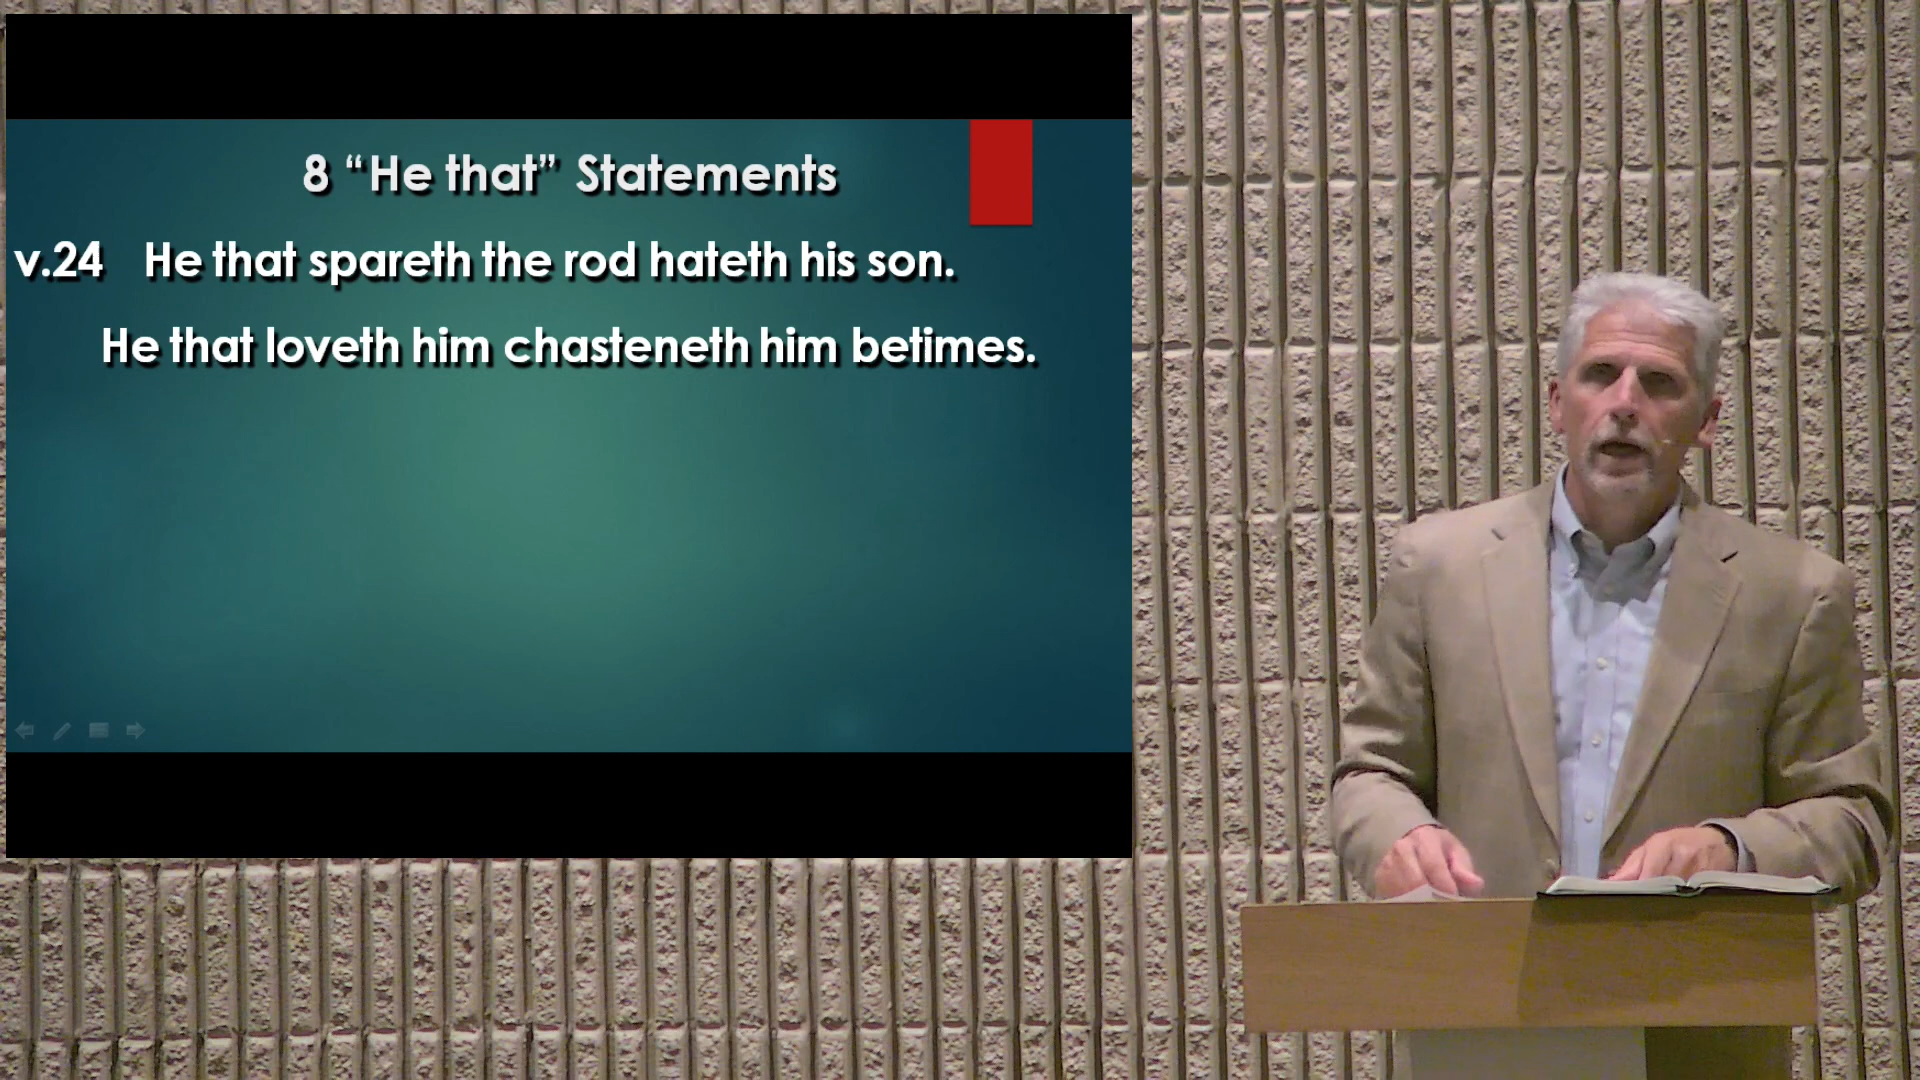 8 “He that” Statements
v.24 He that spareth the rod hateth his son.
He that loveth him chasteneth him betimes.